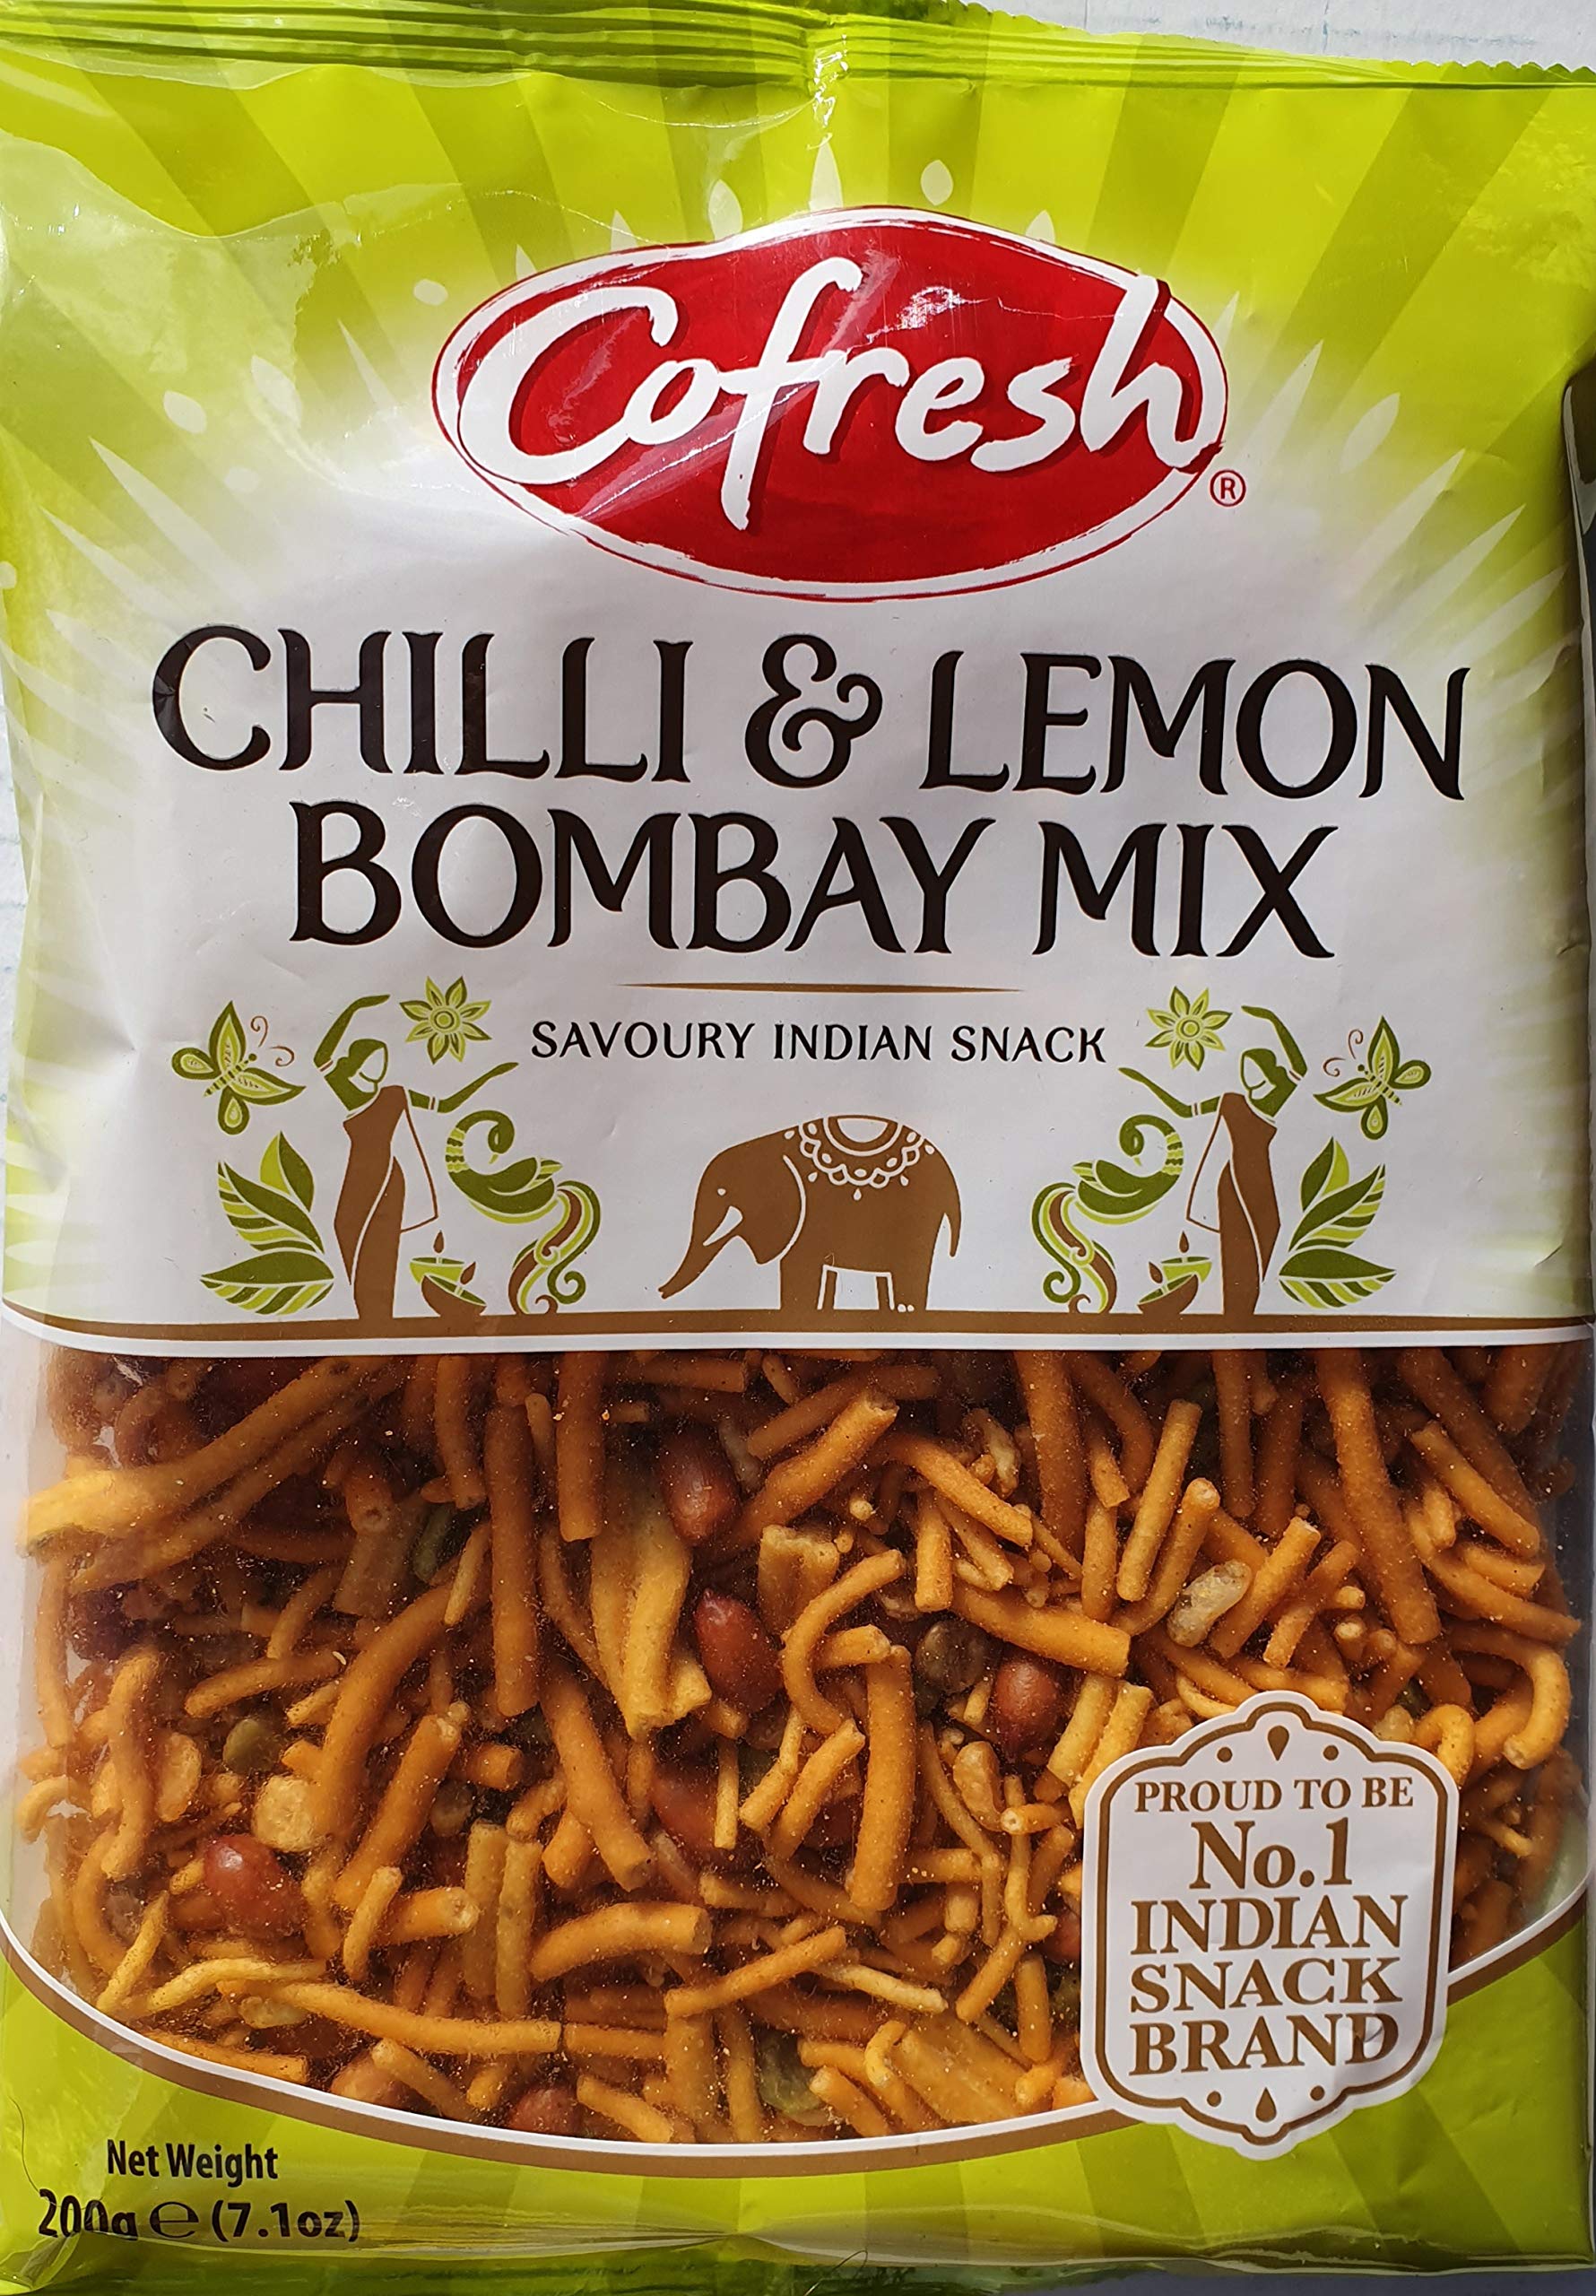 Cofresh®
CHILLI & LEMON
BOMBAY MIX
SAVOURY INDIAN SNACK
PROUD TO BE
No.1
INDIAN
SNACK
BRAND
Net Weight
200g ℮ (7.1oz)